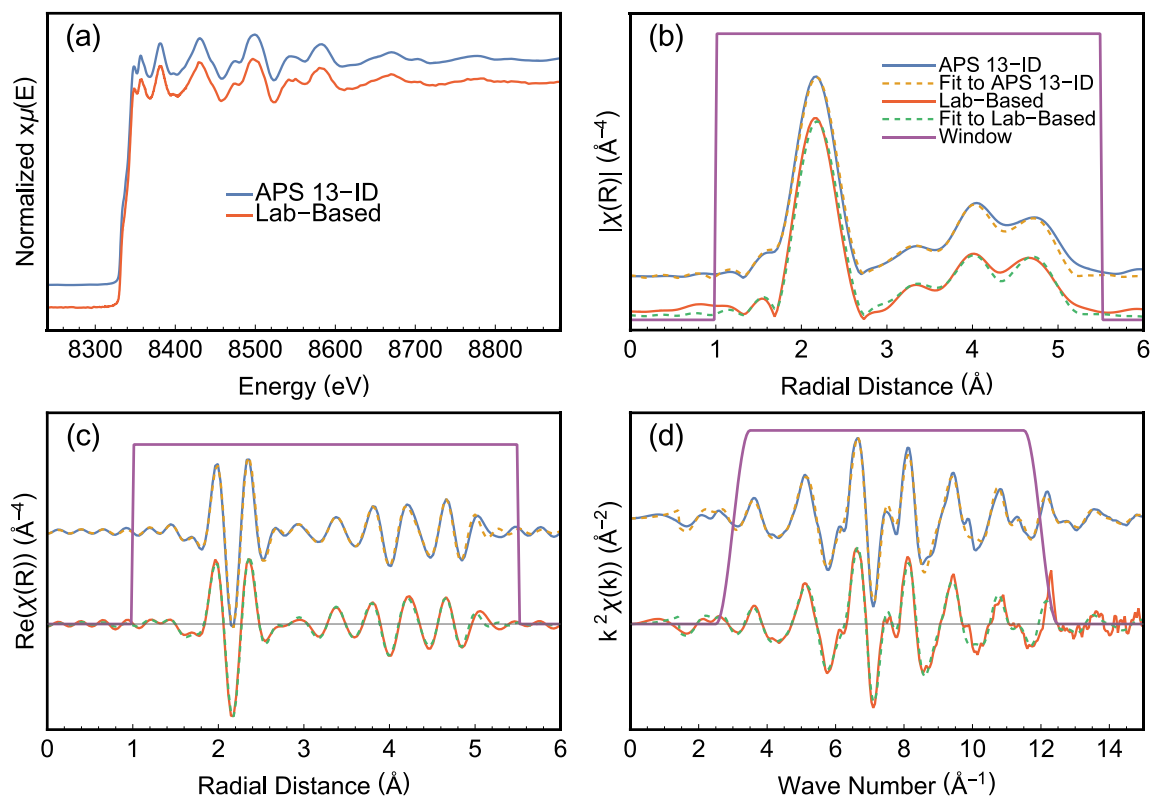 (a)
Normalized xμ(E)
APS 13−ID
Lab−Based
8300 8400 8500 8600 8700 8800
Energy (eV)
(b)
|χ(R)| (Å−4)
APS 13−ID
Fit to APS 13−ID
Lab−Based
Fit to Lab−Based
Window
0 1 2 3 4 5 6
Radial Distance (Å)
(c)
Re(χ(R)) (Å−4)
0 1 2 3 4 5 6
Radial Distance (Å)
(d)
k 2 χ(k)) (Å−2)
0 2 4 6 8 10 12 14
Wave Number (Å−1)